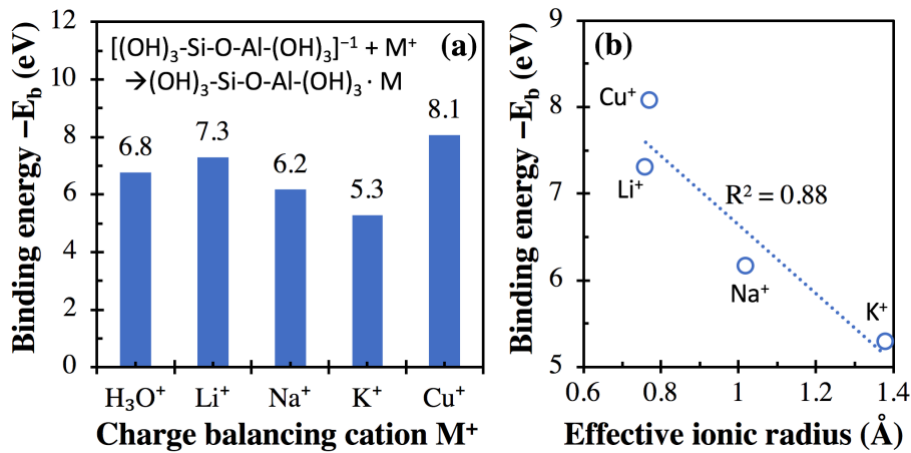 Binding energy −E_b (eV)
12
10
8
6
4
2
0
[(OH)₃-Si-O-Al-(OH)₃]⁻¹ + M⁺ (a)
→(OH)₃-Si-O-Al-(OH)₃ · M
6.8
7.3
6.2
5.3
8.1
H₃O⁺ Li⁺ Na⁺ K⁺ Cu⁺
Charge balancing cation M⁺
Binding energy −E_b (eV)
9
8
7
6
5
(b)
Cu⁺
Li⁺
R² = 0.88
Na⁺
K⁺
0.6 0.8 1 1.2 1.4
Effective ionic radius (Å)